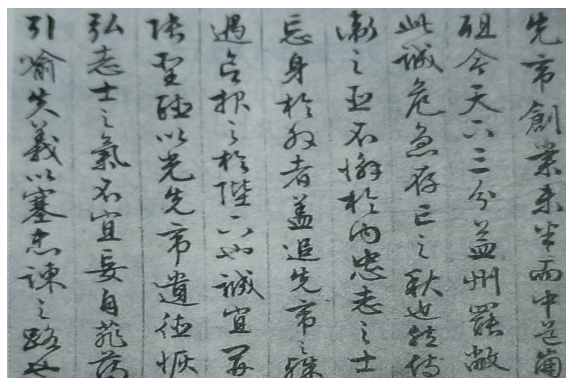 先帝創業未半而中道崩
殂今天下三分益州罷敝
此誠危急存亡之秋也然侍
衛之臣不懈於內忠志之士
忘身於外者蓋追先帝之殊
遇欲報之於陛下也誠宜開
張聖聽以光先帝遺德恢
弘志士之氣不宜妄自菲薄
引喻失義以塞忠諫之路也